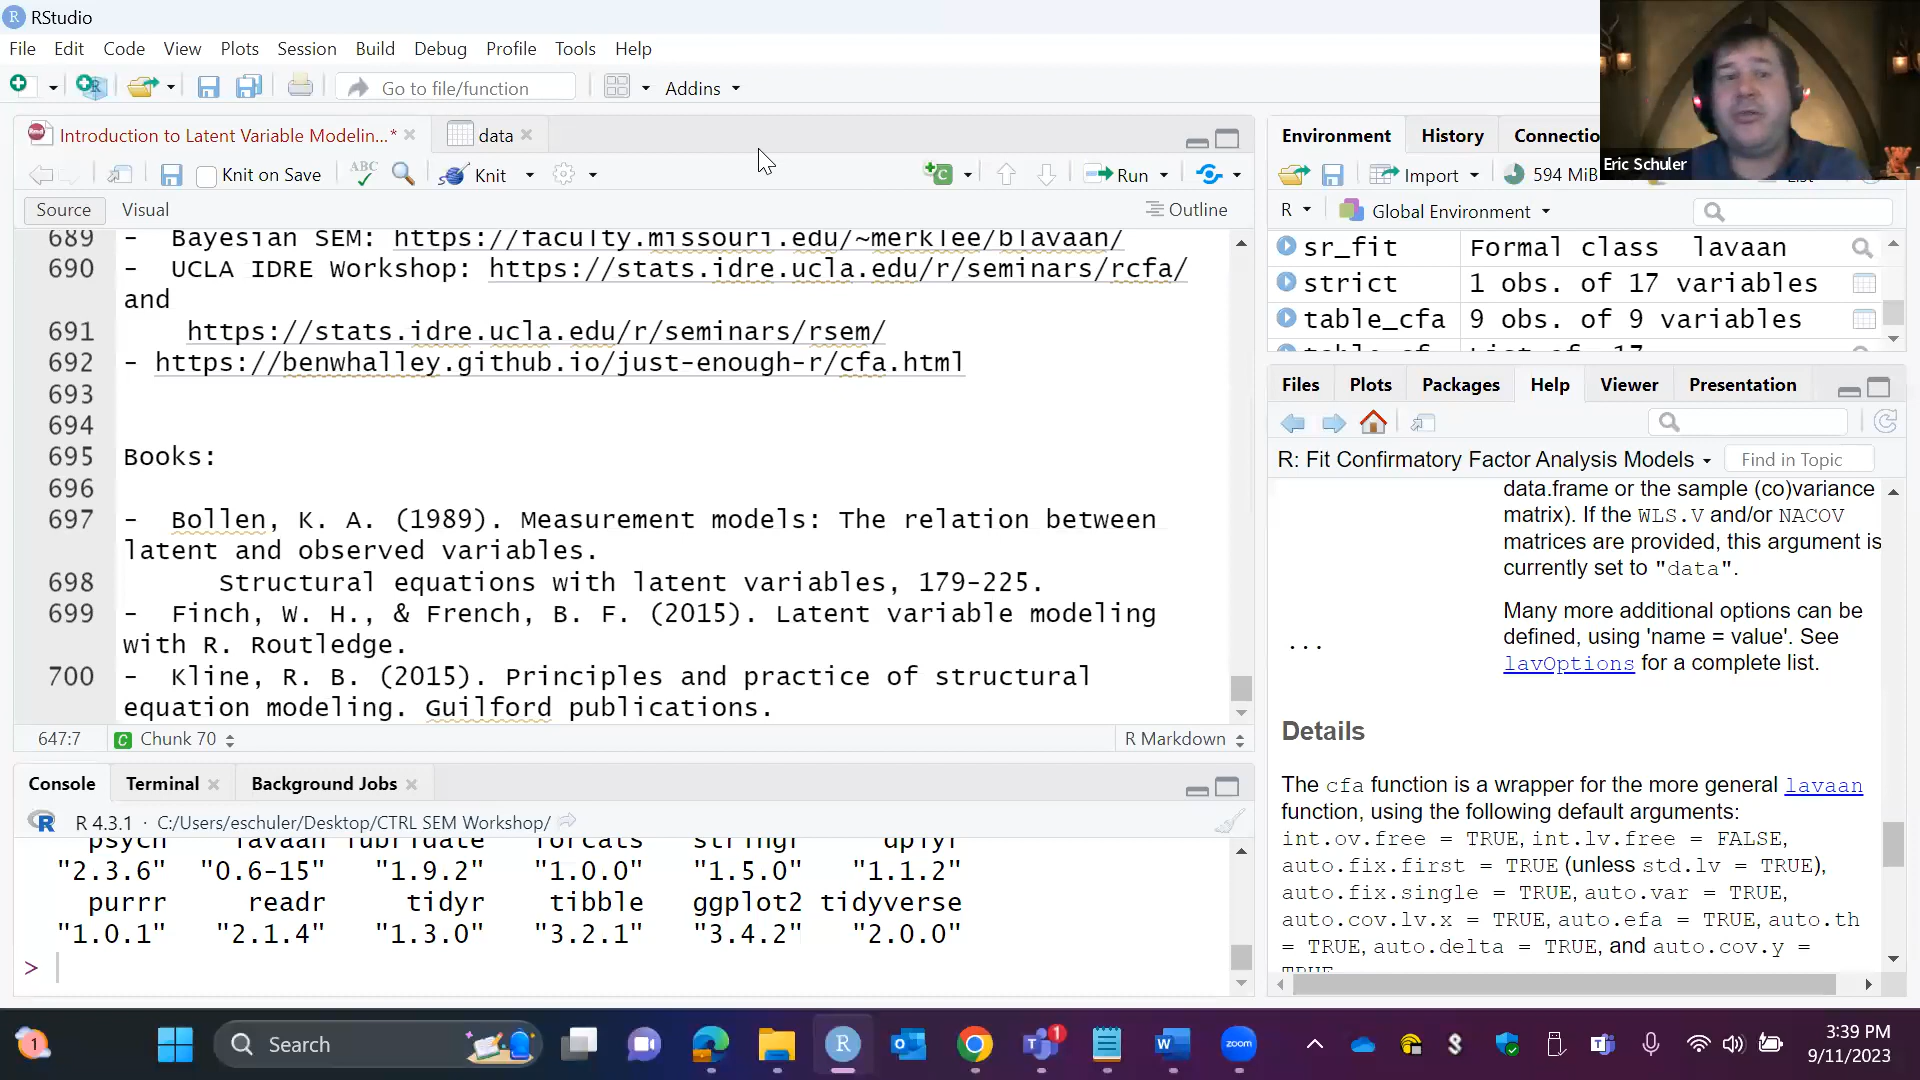 RStudio
File Edit Code View Plots Session Build Debug Profile Tools Help
Go to file/function Addins
Eric Schuler
Introduction to Latent Variable Modelin...* data
Knit on Save ABC Knit Run
Source Visual Outline
689 - Bayesian SEM: https://faculty.missouri.edu/~merklee/blavaan/
690 - UCLA IDRE Workshop: https://stats.idre.ucla.edu/r/seminars/rcfa/
and
691 https://stats.idre.ucla.edu/r/seminars/rsem/
692 - https://benwhalley.github.io/just-enough-r/cfa.html
693
694
695 Books:
696
697 - Bollen, K. A. (1989). Measurement models: The relation between
latent and observed variables.
698 Structural equations with latent variables, 179-225.
699 - Finch, W. H., & French, B. F. (2015). Latent variable modeling
with R. Routledge.
700 - Kline, R. B. (2015). Principles and practice of structural
equation modeling. Guilford publications.
647:7 Chunk 70 R Markdown
Console Terminal Background Jobs
R 4.3.1 · C:/Users/eschuler/Desktop/CTRL SEM Workshop/
psych lavaan lubridate forcats stringr dplyr
"2.3.6" "0.6-15" "1.9.2" "1.0.0" "1.5.0" "1.1.2"
purrr readr tidyr tibble ggplot2 tidyverse
"1.0.1" "2.1.4" "1.3.0" "3.2.1" "3.4.2" "2.0.0"
>
Environment History Connectio
Import 594 MiB
R Global Environment
sr_fit Formal class lavaan
strict 1 obs. of 17 variables
table_cfa 9 obs. of 9 variables
Files Plots Packages Help Viewer Presentation
R: Fit Confirmatory Factor Analysis Models Find in Topic
data.frame or the sample (co)variance
matrix). If the WLS.V and/or NACOV
matrices are provided, this argument is
currently set to "data".
... Many more additional options can be
defined, using 'name = value'. See
lavOptions for a complete list.
Details
The cfa function is a wrapper for the more general lavaan
function, using the following default arguments:
int.ov.free = TRUE, int.lv.free = FALSE,
auto.fix.first = TRUE (unless std.lv = TRUE),
auto.fix.single = TRUE, auto.var = TRUE,
auto.cov.lv.x = TRUE, auto.efa = TRUE, auto.th
= TRUE, auto.delta = TRUE, and auto.cov.y =
TRUE
1 Search 1 zoom
3:39 PM
9/11/2023